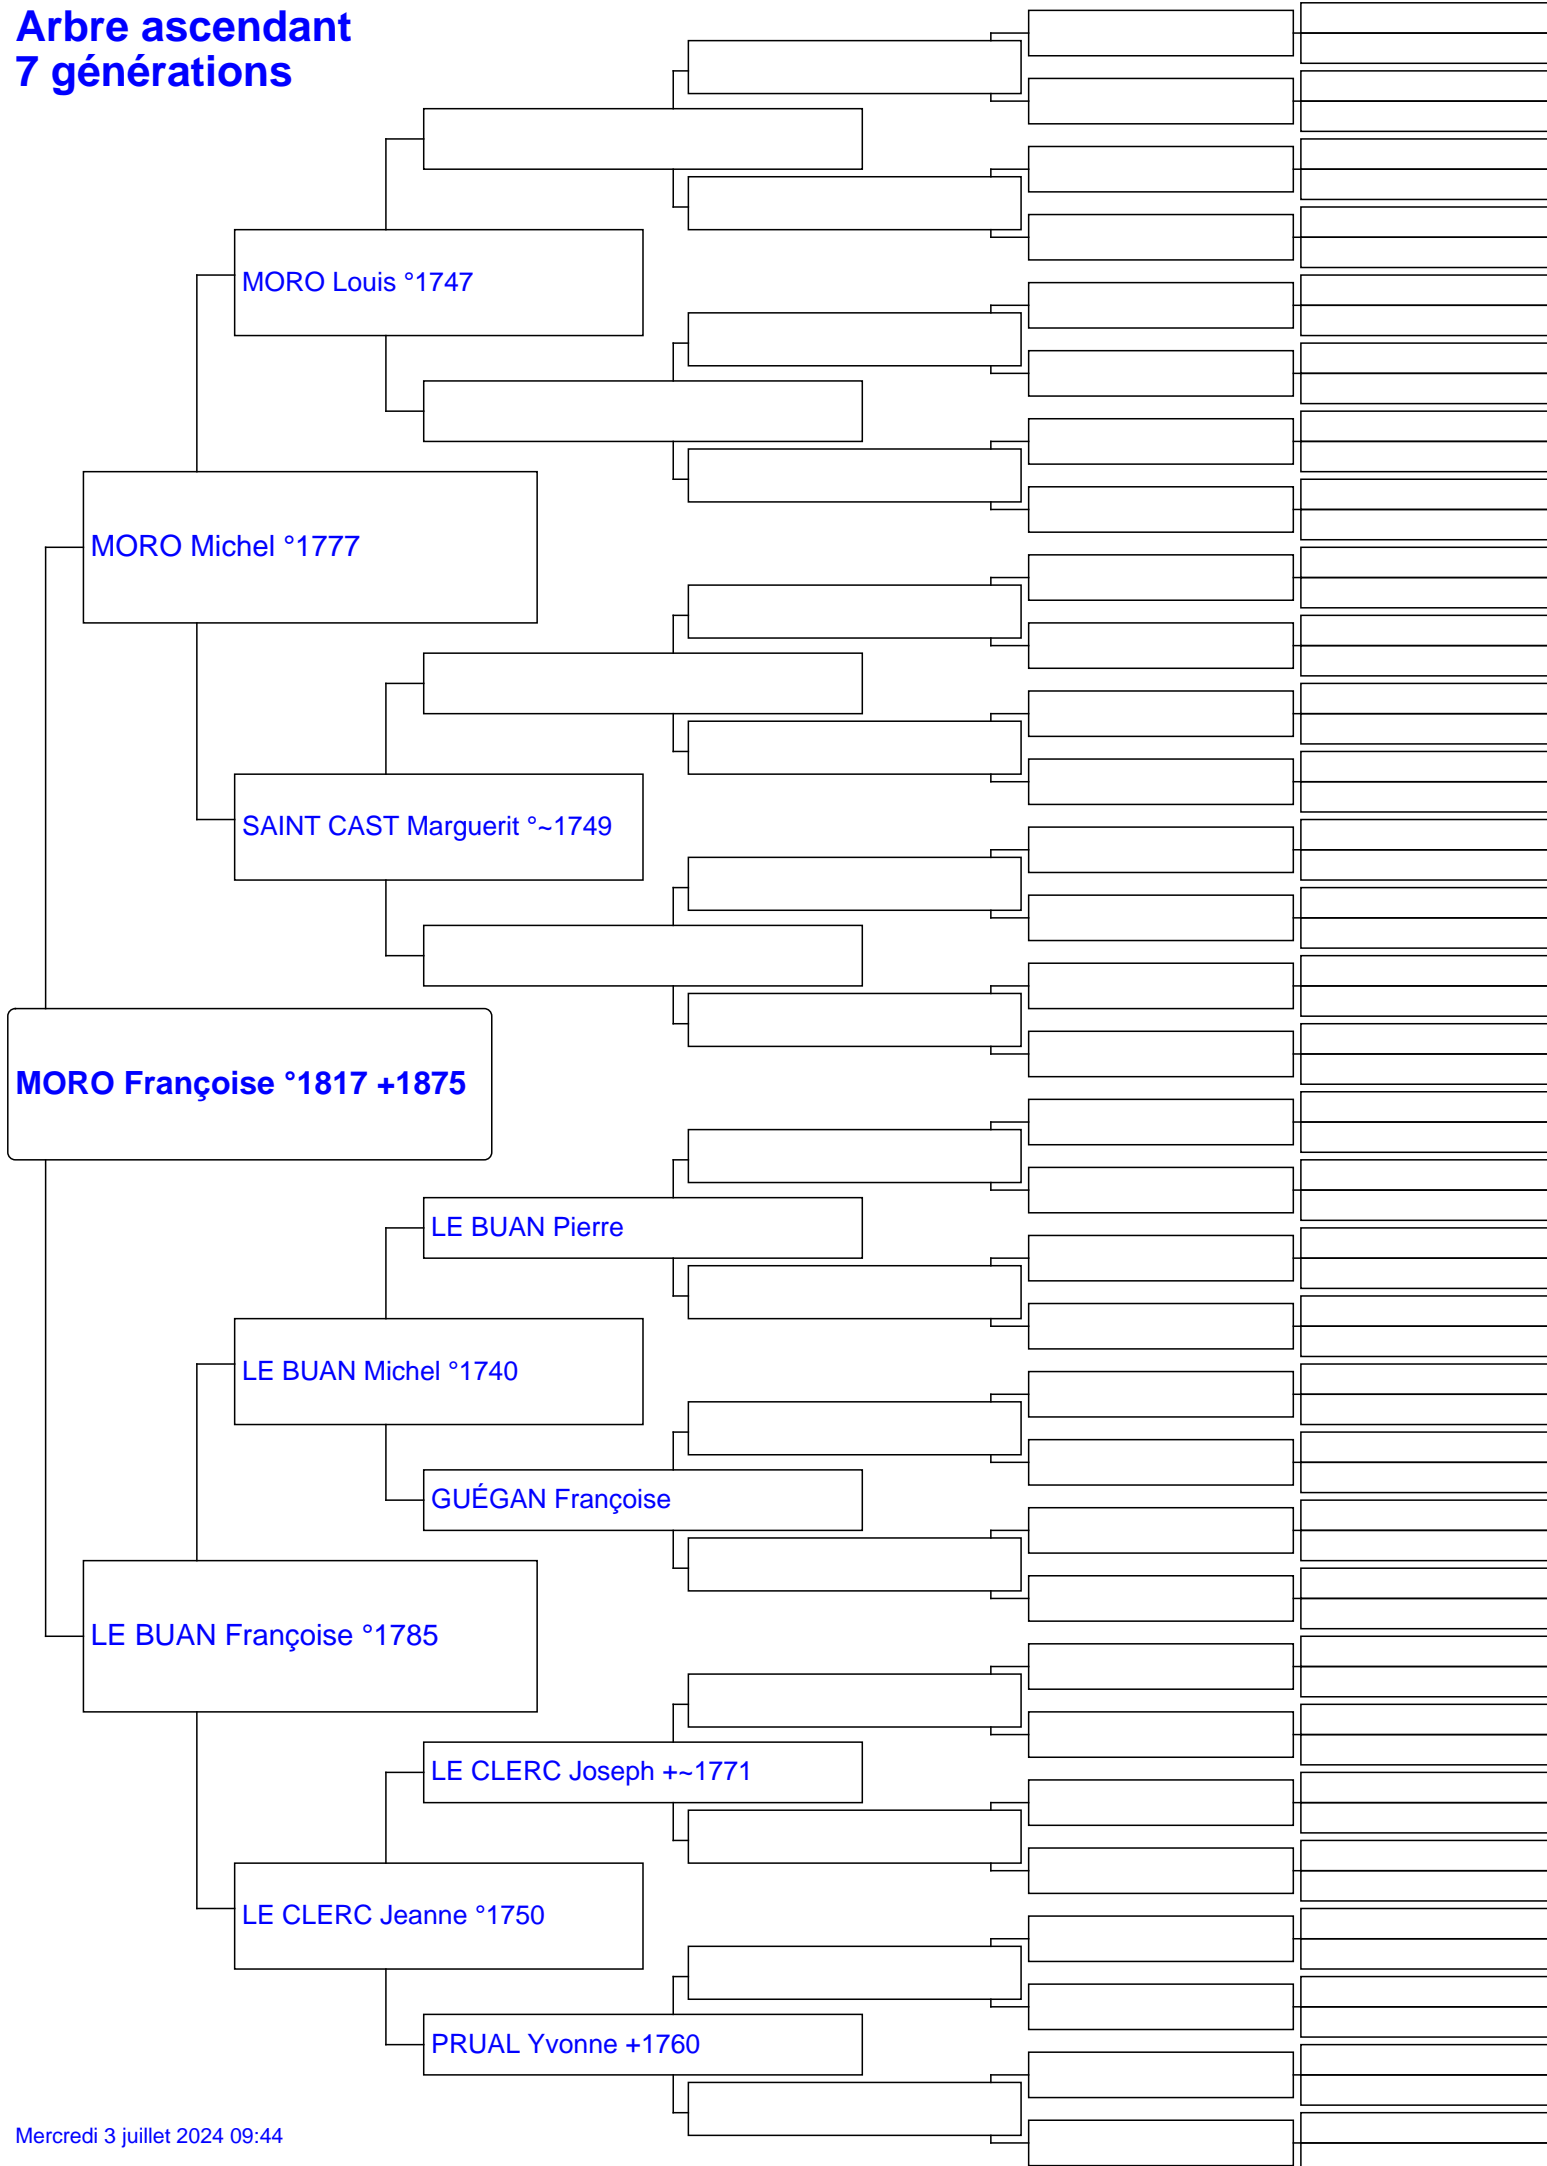 Arbre ascendant
7 générations
MORO Louis °1747
MORO Michel °1777
SAINT CAST Marguerit °~1749
MORO Françoise °1817 +1875
LE BUAN Pierre
LE BUAN Michel °1740
GUÉGAN Françoise
LE BUAN Françoise °1785
LE CLERC Joseph +~1771
LE CLERC Jeanne °1750
PRUAL Yvonne +1760
Mercredi 3 juillet 2024 09:44